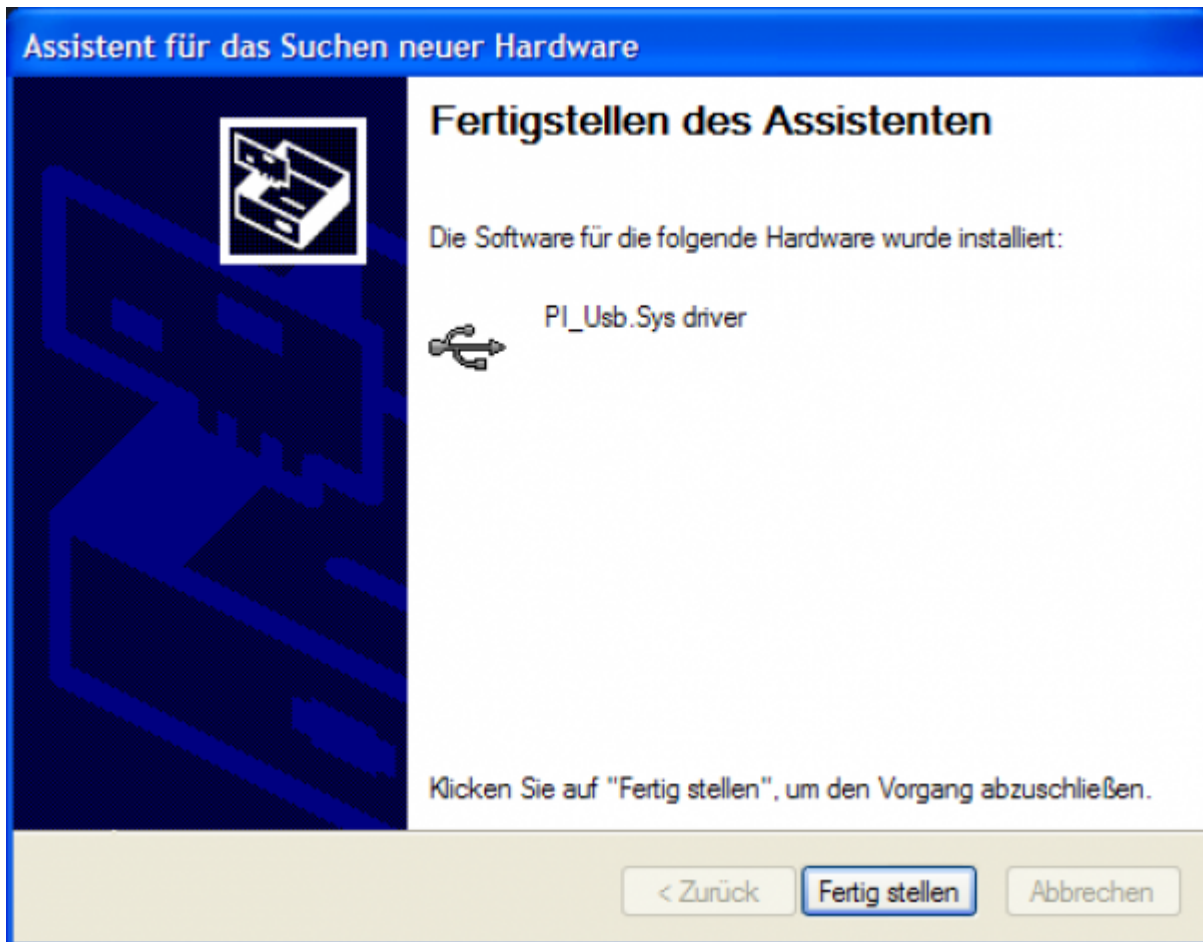 Assistent für das Suchen neuer Hardware
Fertigstellen des Assistenten
Die Software für die folgende Hardware wurde installiert:
PI_Usb.Sys driver
Klicken Sie auf "Fertig stellen", um den Vorgang abzuschließen.
< Zurück
Fertig stellen
Abbrechen